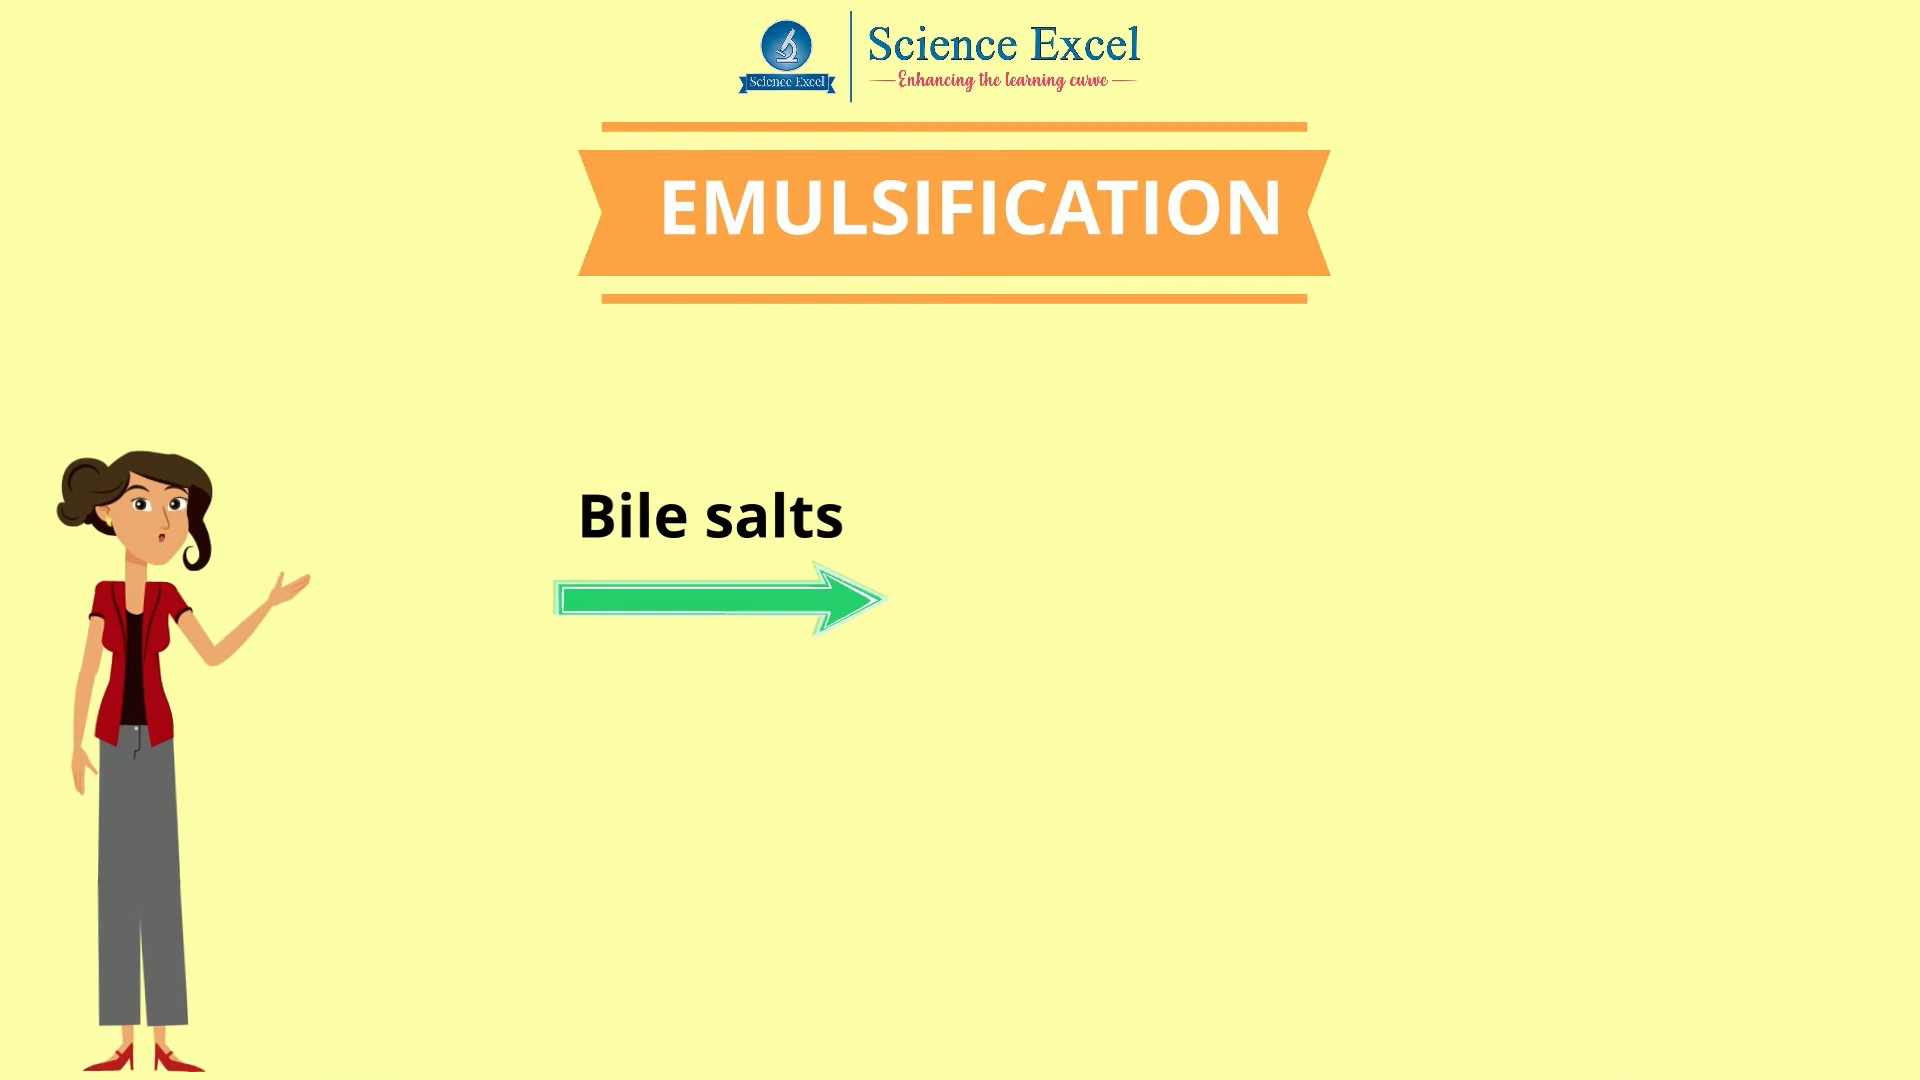 Science Excel
Science Excel
Enhancing the learning curve
EMULSIFICATION
Bile salts